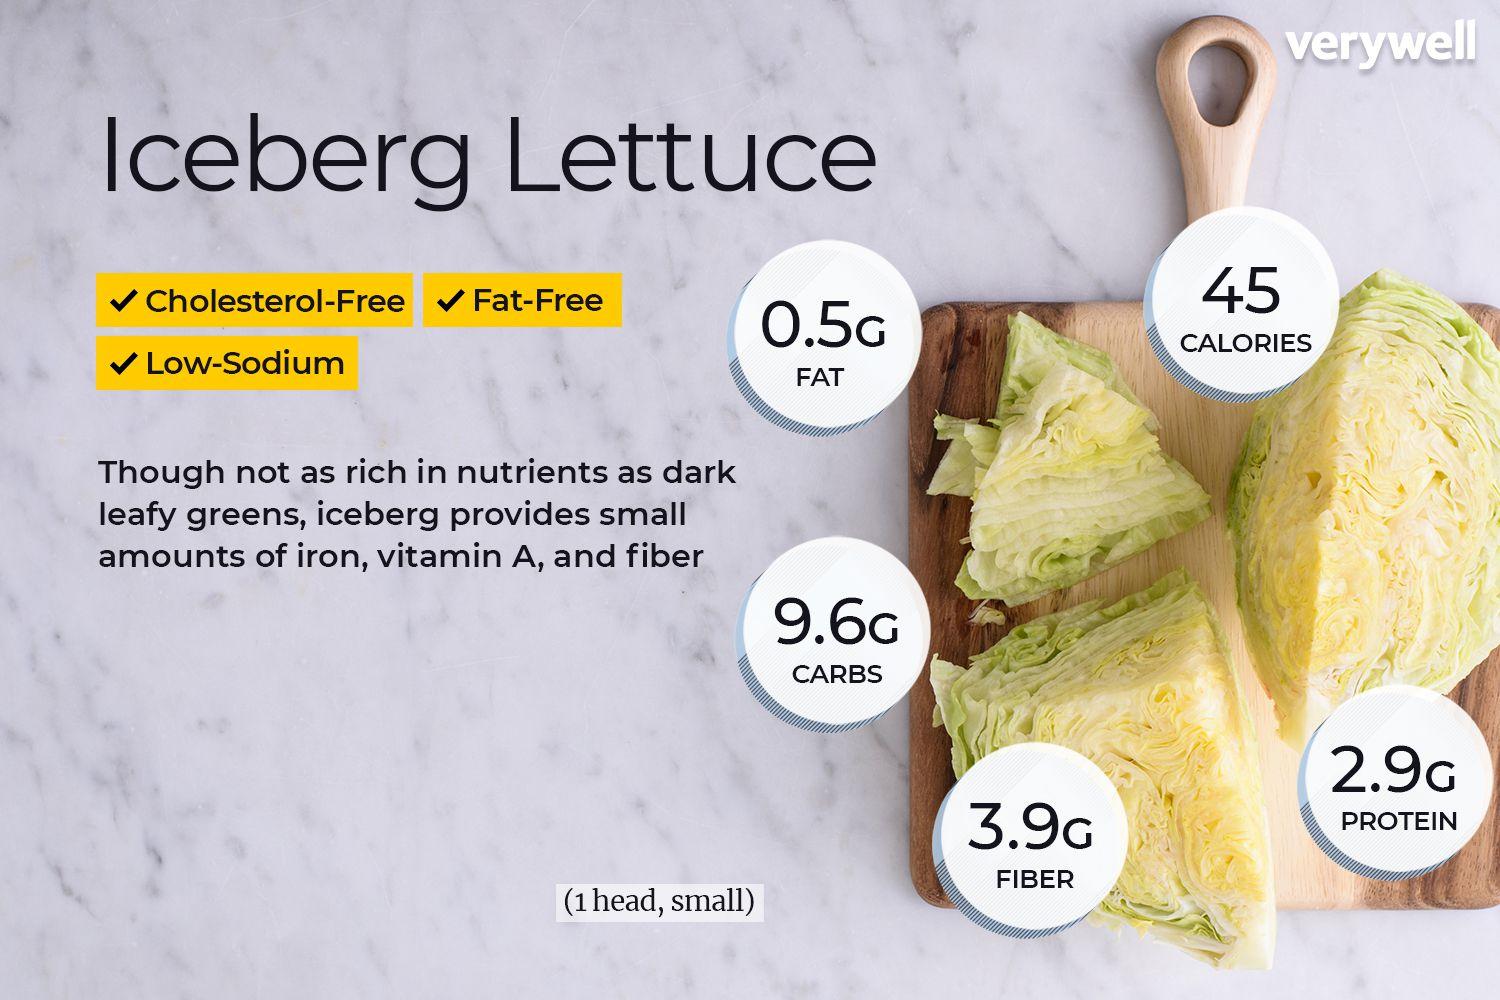 verywell
Iceberg Lettuce
✓ Cholesterol-Free ✓ Fat-Free
✓ Low-Sodium
Though not as rich in nutrients as dark
leafy greens, iceberg provides small
amounts of iron, vitamin A, and fiber
0.5G
FAT
45
CALORIES
9.6G
CARBS
3.9G
FIBER
2.9G
PROTEIN
(1 head, small)